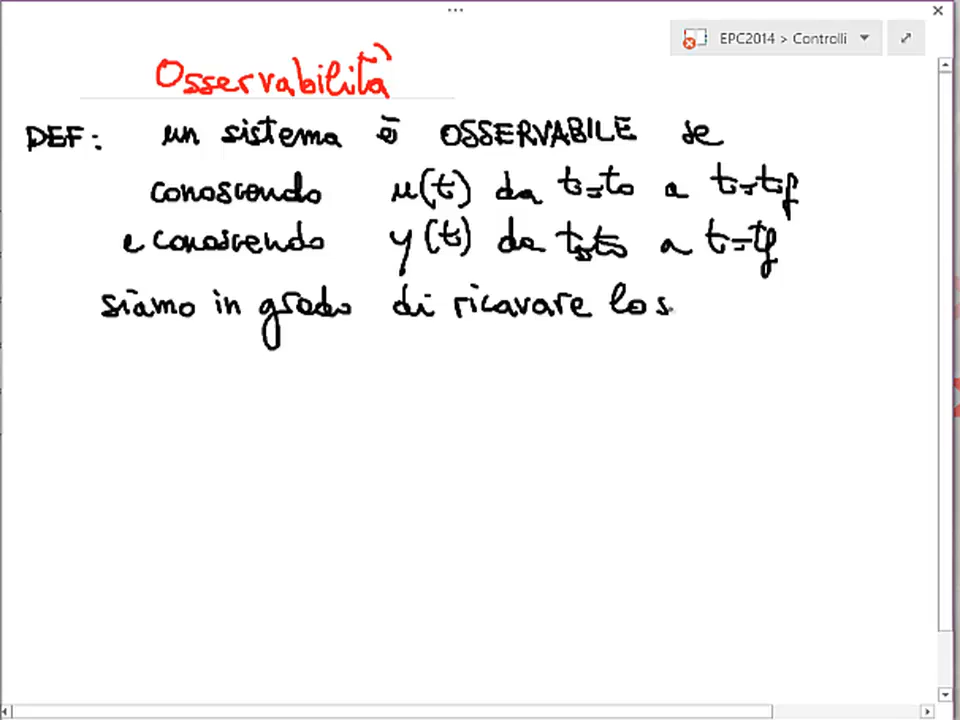 EPC2014 > Controlli
Osservabilità
DEF: un sistema è OSSERVABILE se
conoscendo u(t) da t=t0 a t=tf
e conoscendo y(t) da t=t0 a t=tf
siamo in grado di ricavare lo s